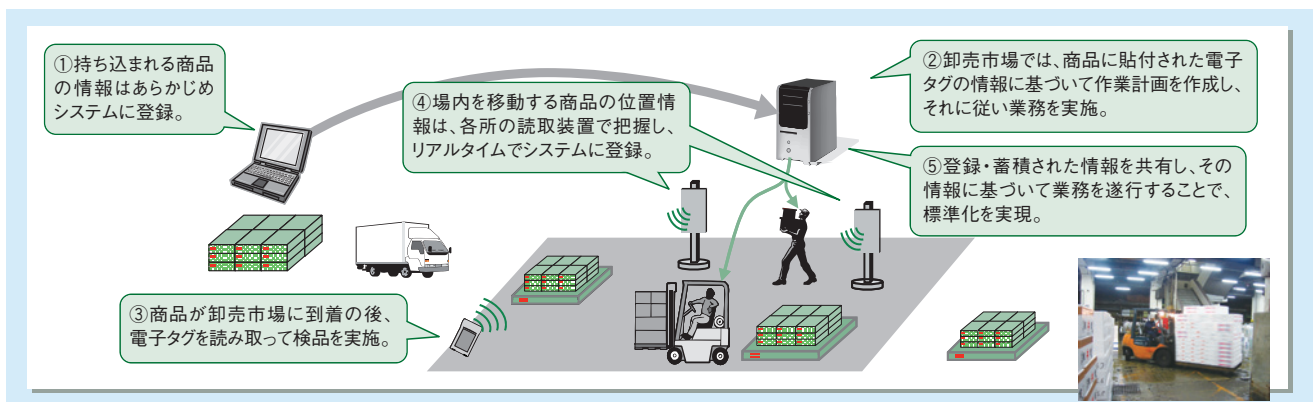 ①持ち込まれる商品
の情報はあらかじめ
システムに登録。
②卸売市場では、商品に貼付された電子
タグの情報に基づいて作業計画を作成し、
それに従い業務を実施。
③商品が卸売市場に到着の後、
電子タグを読み取って検品を実施。
④場内を移動する商品の位置情
報は、各所の読取装置で把握し、
リアルタイムでシステムに登録。
⑤登録・蓄積された情報を共有し、その
情報に基づいて業務を遂行することで、
標準化を実現。